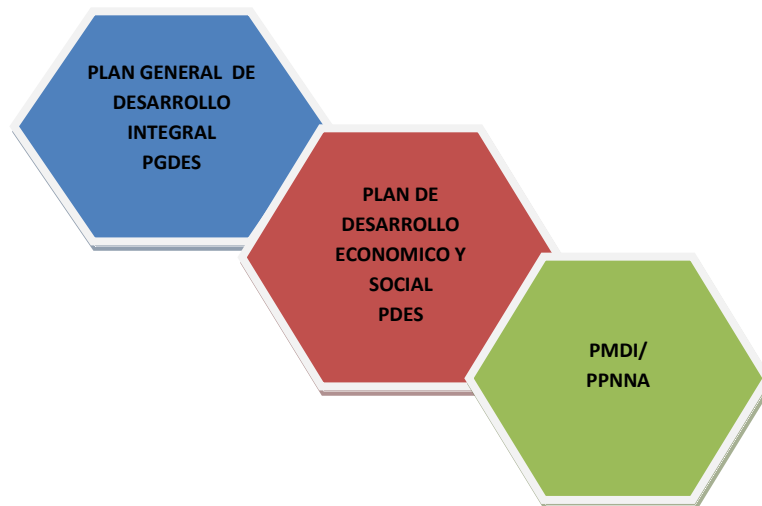 PLAN GENERAL DE
DESARROLLO
INTEGRAL
PGDES
PLAN DE
DESARROLLO
ECONOMICO Y
SOCIAL
PDES
PMDI/
PPNNA